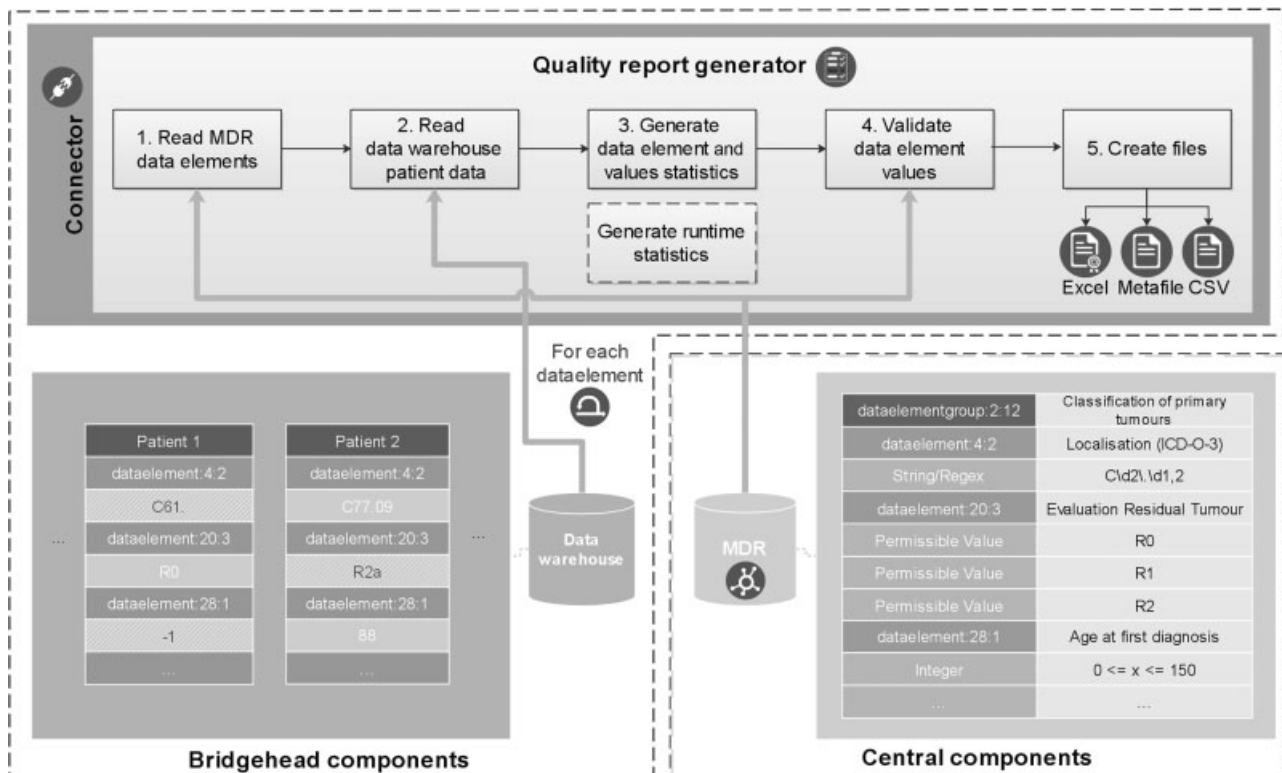 Connector
Quality report generator
1. Read MDR
data elements
2. Read
data warehouse
patient data
3. Generate
data element and
values statistics
4. Validate
data element
values
5. Create files
Generate runtime
statistics
Excel Metafile CSV
For each
dataelement
...
Patient 1
dataelement:4:2
C61.
dataelement:20:3
R0
dataelement:28:1
-1
...
Patient 2
dataelement:4:2
C77.09
dataelement:20:3
R2a
dataelement:28:1
88
...
...
Data
warehouse
MDR
dataelementgroup:2:12 Classification of primary
tumours
dataelement:4:2 Localisation (ICD-O-3)
String/Regex C\d2\.\d1,2
dataelement:20:3 Evaluation Residual Tumour
Permissible Value R0
Permissible Value R1
Permissible Value R2
dataelement:28:1 Age at first diagnosis
Integer 0 <= x <= 150
... ...
Bridgehead components
Central components